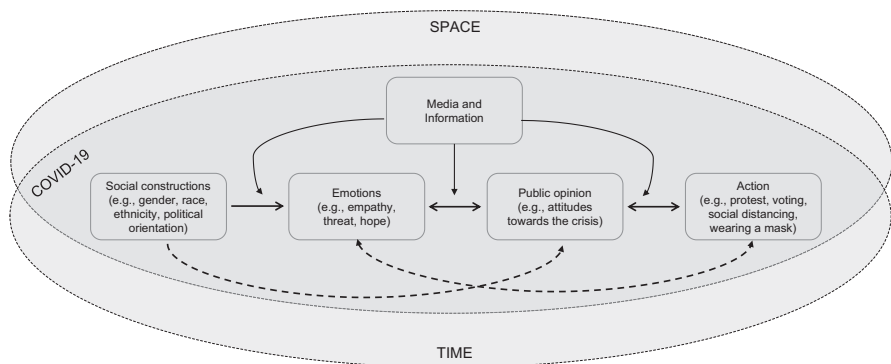 SPACE
Media and
Information
COVID-19
Social constructions
(e.g., gender, race,
ethnicity, political
orientation)
Emotions
(e.g., empathy,
threat, hope)
Public opinion
(e.g., attitudes
towards the crisis)
Action
(e.g., protest, voting,
social distancing,
wearing a mask)
TIME